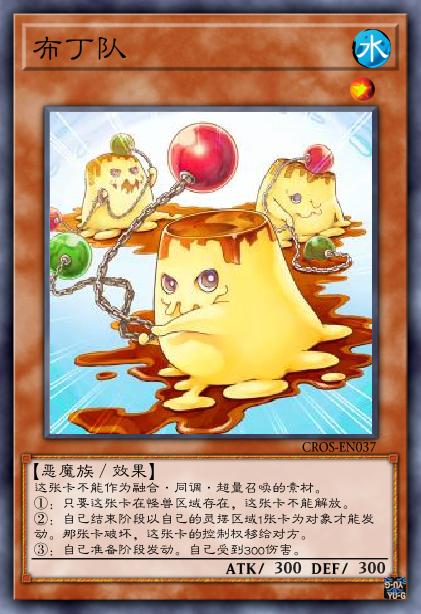 布丁队
水
CROS-EN037
【恶魔族／效果】
这张卡不能作为融合·同调·超量召唤的素材。
①：只要这张卡在怪兽区域存在，这张卡不能解放。
②：自己结束阶段以自己的灵摆区域1张卡为对象才能发
动。那张卡破坏，这张卡的控制权移给对方。
③：自己准备阶段发动。自己受到300伤害。
ATK/ 300 DEF/ 300